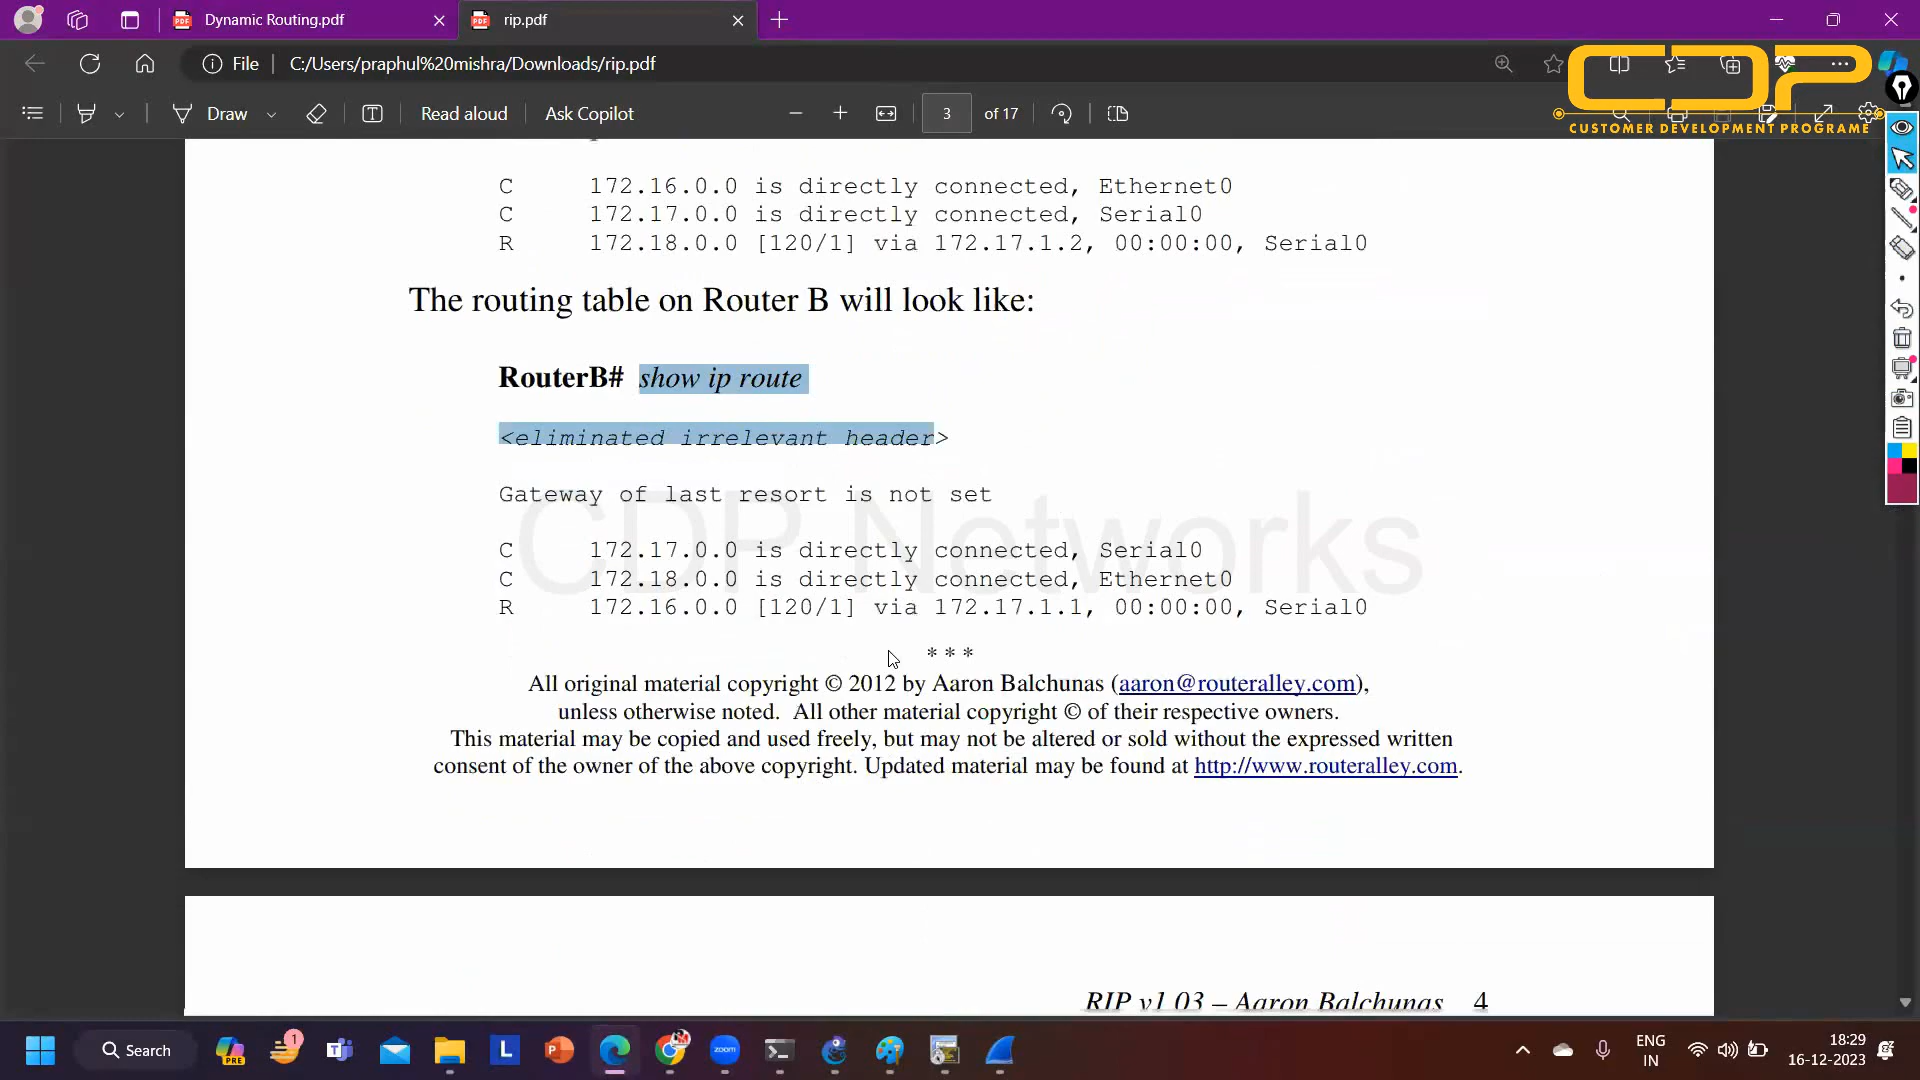 Dynamic Routing.pdf
rip.pdf
File
C:/Users/praphul%20mishra/Downloads/rip.pdf
CDP
CUSTOMER DEVELOPMENT PROGRAME
Draw
Read aloud
Ask Copilot
3
of 17
C 172.16.0.0 is directly connected, Ethernet0
C 172.17.0.0 is directly connected, Serial0
R 172.18.0.0 [120/1] via 172.17.1.2, 00:00:00, Serial0
The routing table on Router B will look like:
RouterB# show ip route
<eliminated irrelevant header>
Gateway of last resort is not set
CDP Networks
C 172.17.0.0 is directly connected, Serial0
C 172.18.0.0 is directly connected, Ethernet0
R 172.16.0.0 [120/1] via 172.17.1.1, 00:00:00, Serial0
* * *
All original material copyright © 2012 by Aaron Balchunas (aaron@routeralley.com),
unless otherwise noted. All other material copyright © of their respective owners.
This material may be copied and used freely, but may not be altered or sold without the expressed written
consent of the owner of the above copyright. Updated material may be found at http://www.routeralley.com.
RIP v1.03 – Aaron Balchunas 4
Search
PRE
1
L
zoom
ENG
IN
18:29
16-12-2023